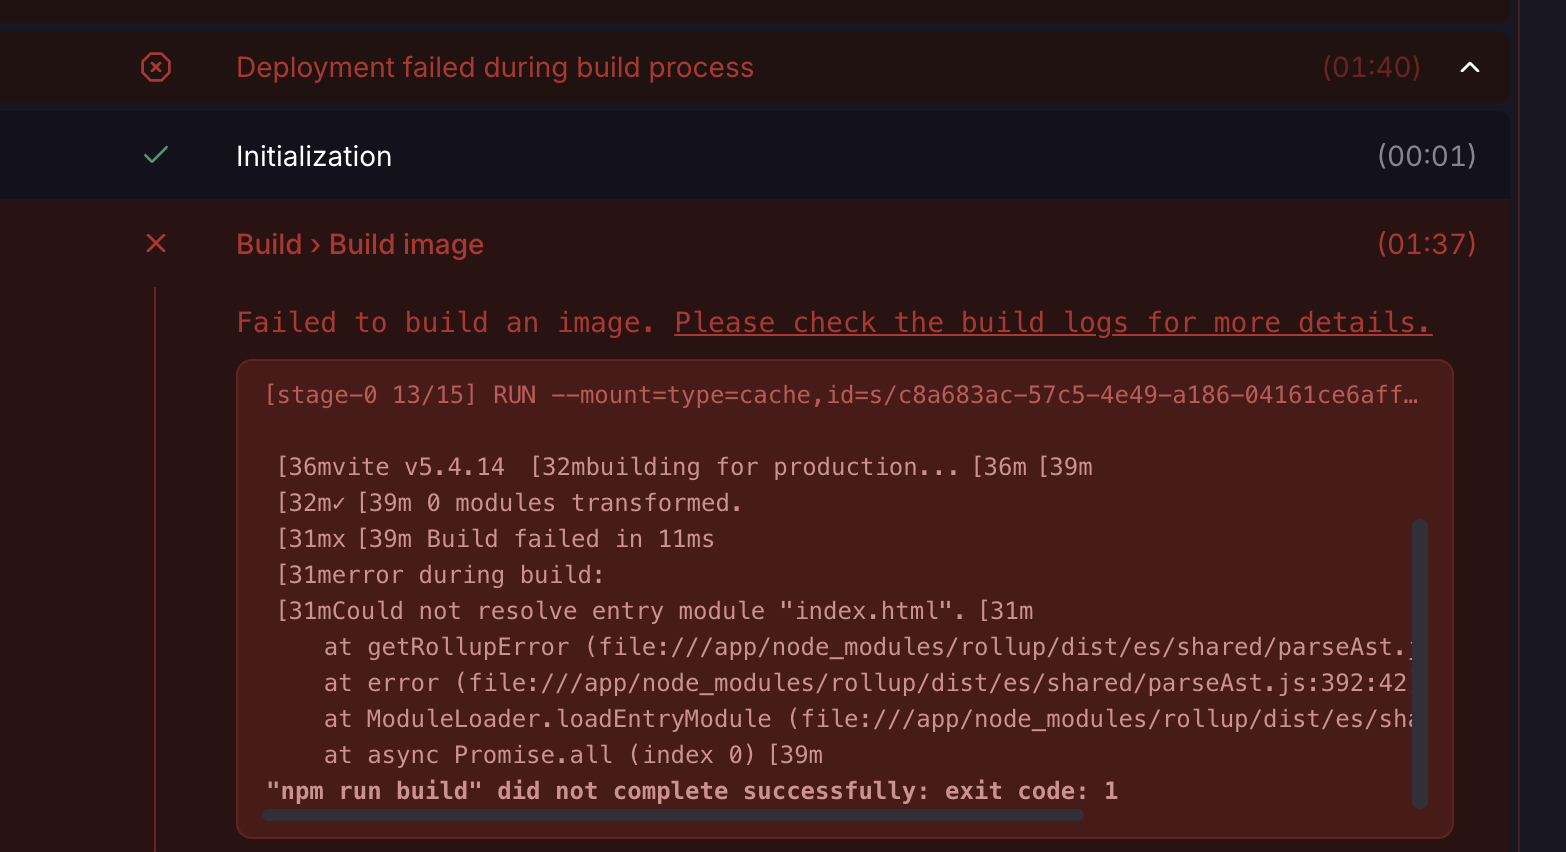 Deployment failed during build process (01:40)
Initialization (00:01)
Build › Build image (01:37)
Failed to build an image. Please check the build logs for more details.
[stage-0 13/15] RUN --mount=type=cache,id=s/c8a683ac-57c5-4e49-a186-04161ce6aff…
[36mvite v5.4.14 [32mbuilding for production... [36m [39m
[32m✓ [39m 0 modules transformed.
[31mx [39m Build failed in 11ms
[31merror during build:
[31mCould not resolve entry module "index.html". [31m
at getRollupError (file:///app/node_modules/rollup/dist/es/shared/parseAst.j
at error (file:///app/node_modules/rollup/dist/es/shared/parseAst.js:392:42
at ModuleLoader.loadEntryModule (file:///app/node_modules/rollup/dist/es/sha
at async Promise.all (index 0) [39m
"npm run build" did not complete successfully: exit code: 1